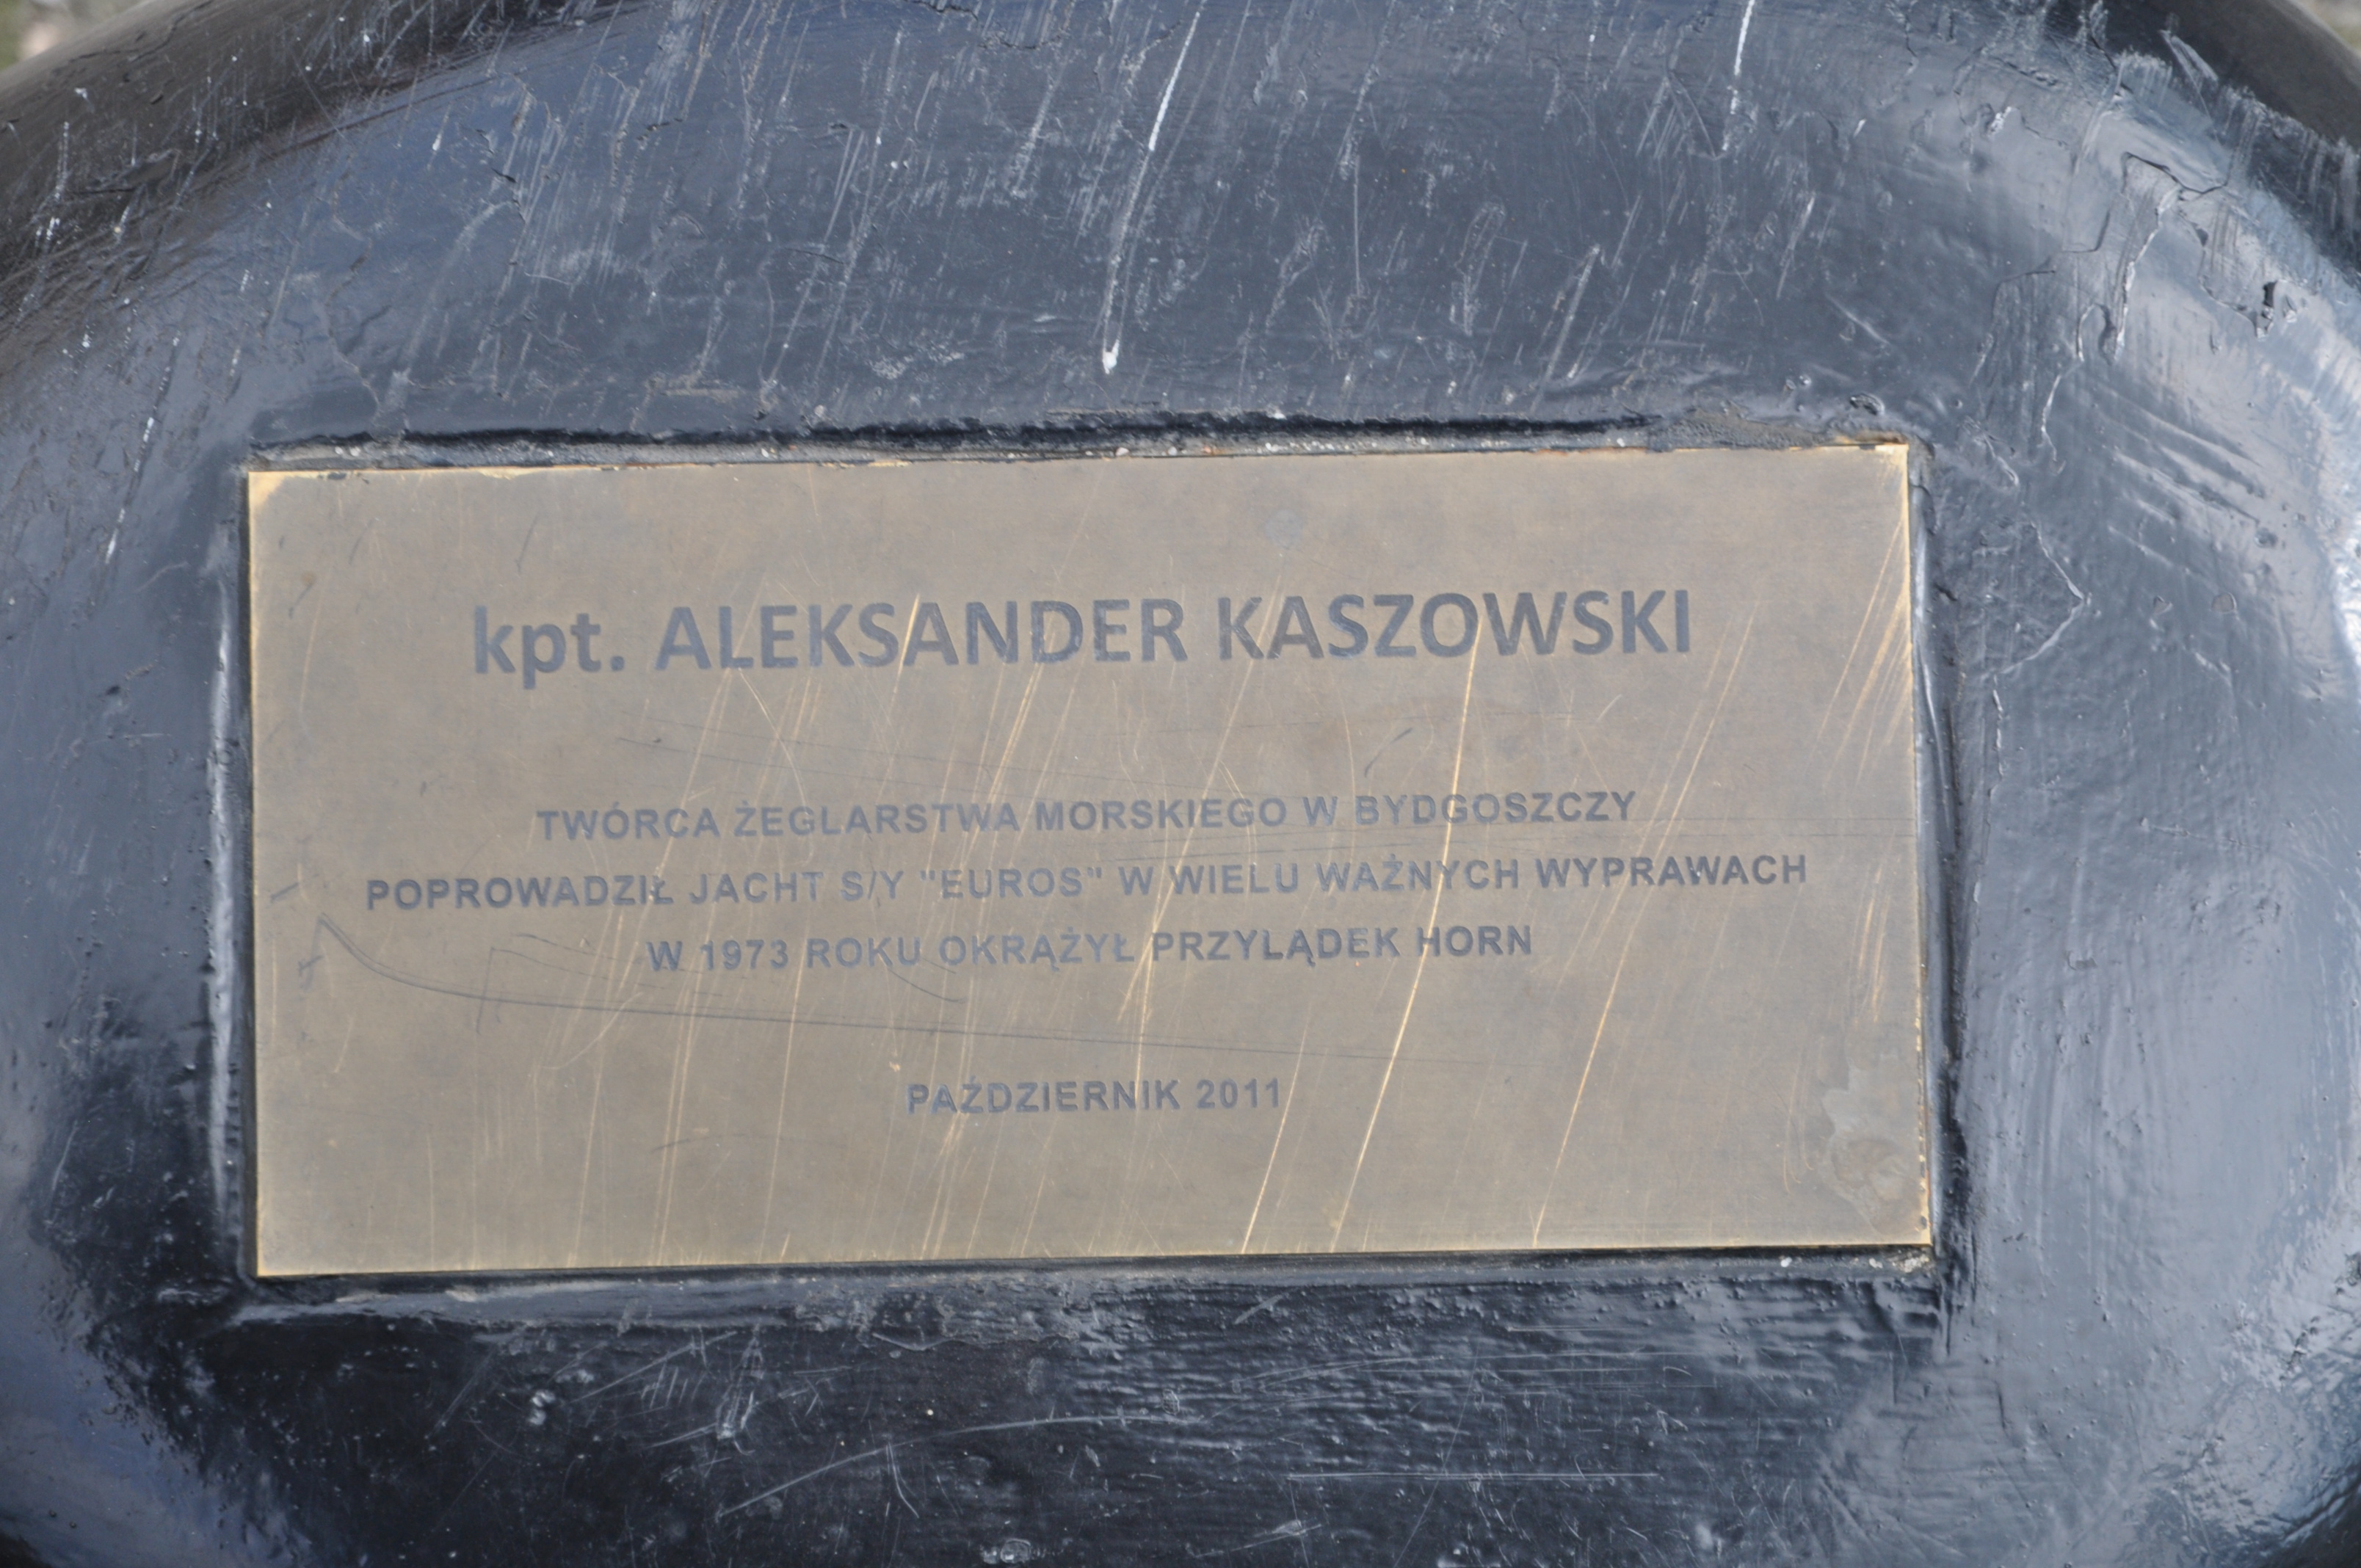 kpt. ALEKSANDER KASZOWSKI
TWÓRCA ŻEGLARSTWA MORSKIEGO W BYDGOSZCZY
POPROWADZIŁ JACHT S/Y "EUROS" W WIELU WAŻNYCH WYPRAWACH
W 1973 ROKU OKRĄŻYŁ PRZYLĄDEK HORN
PAŹDZIERNIK 2011